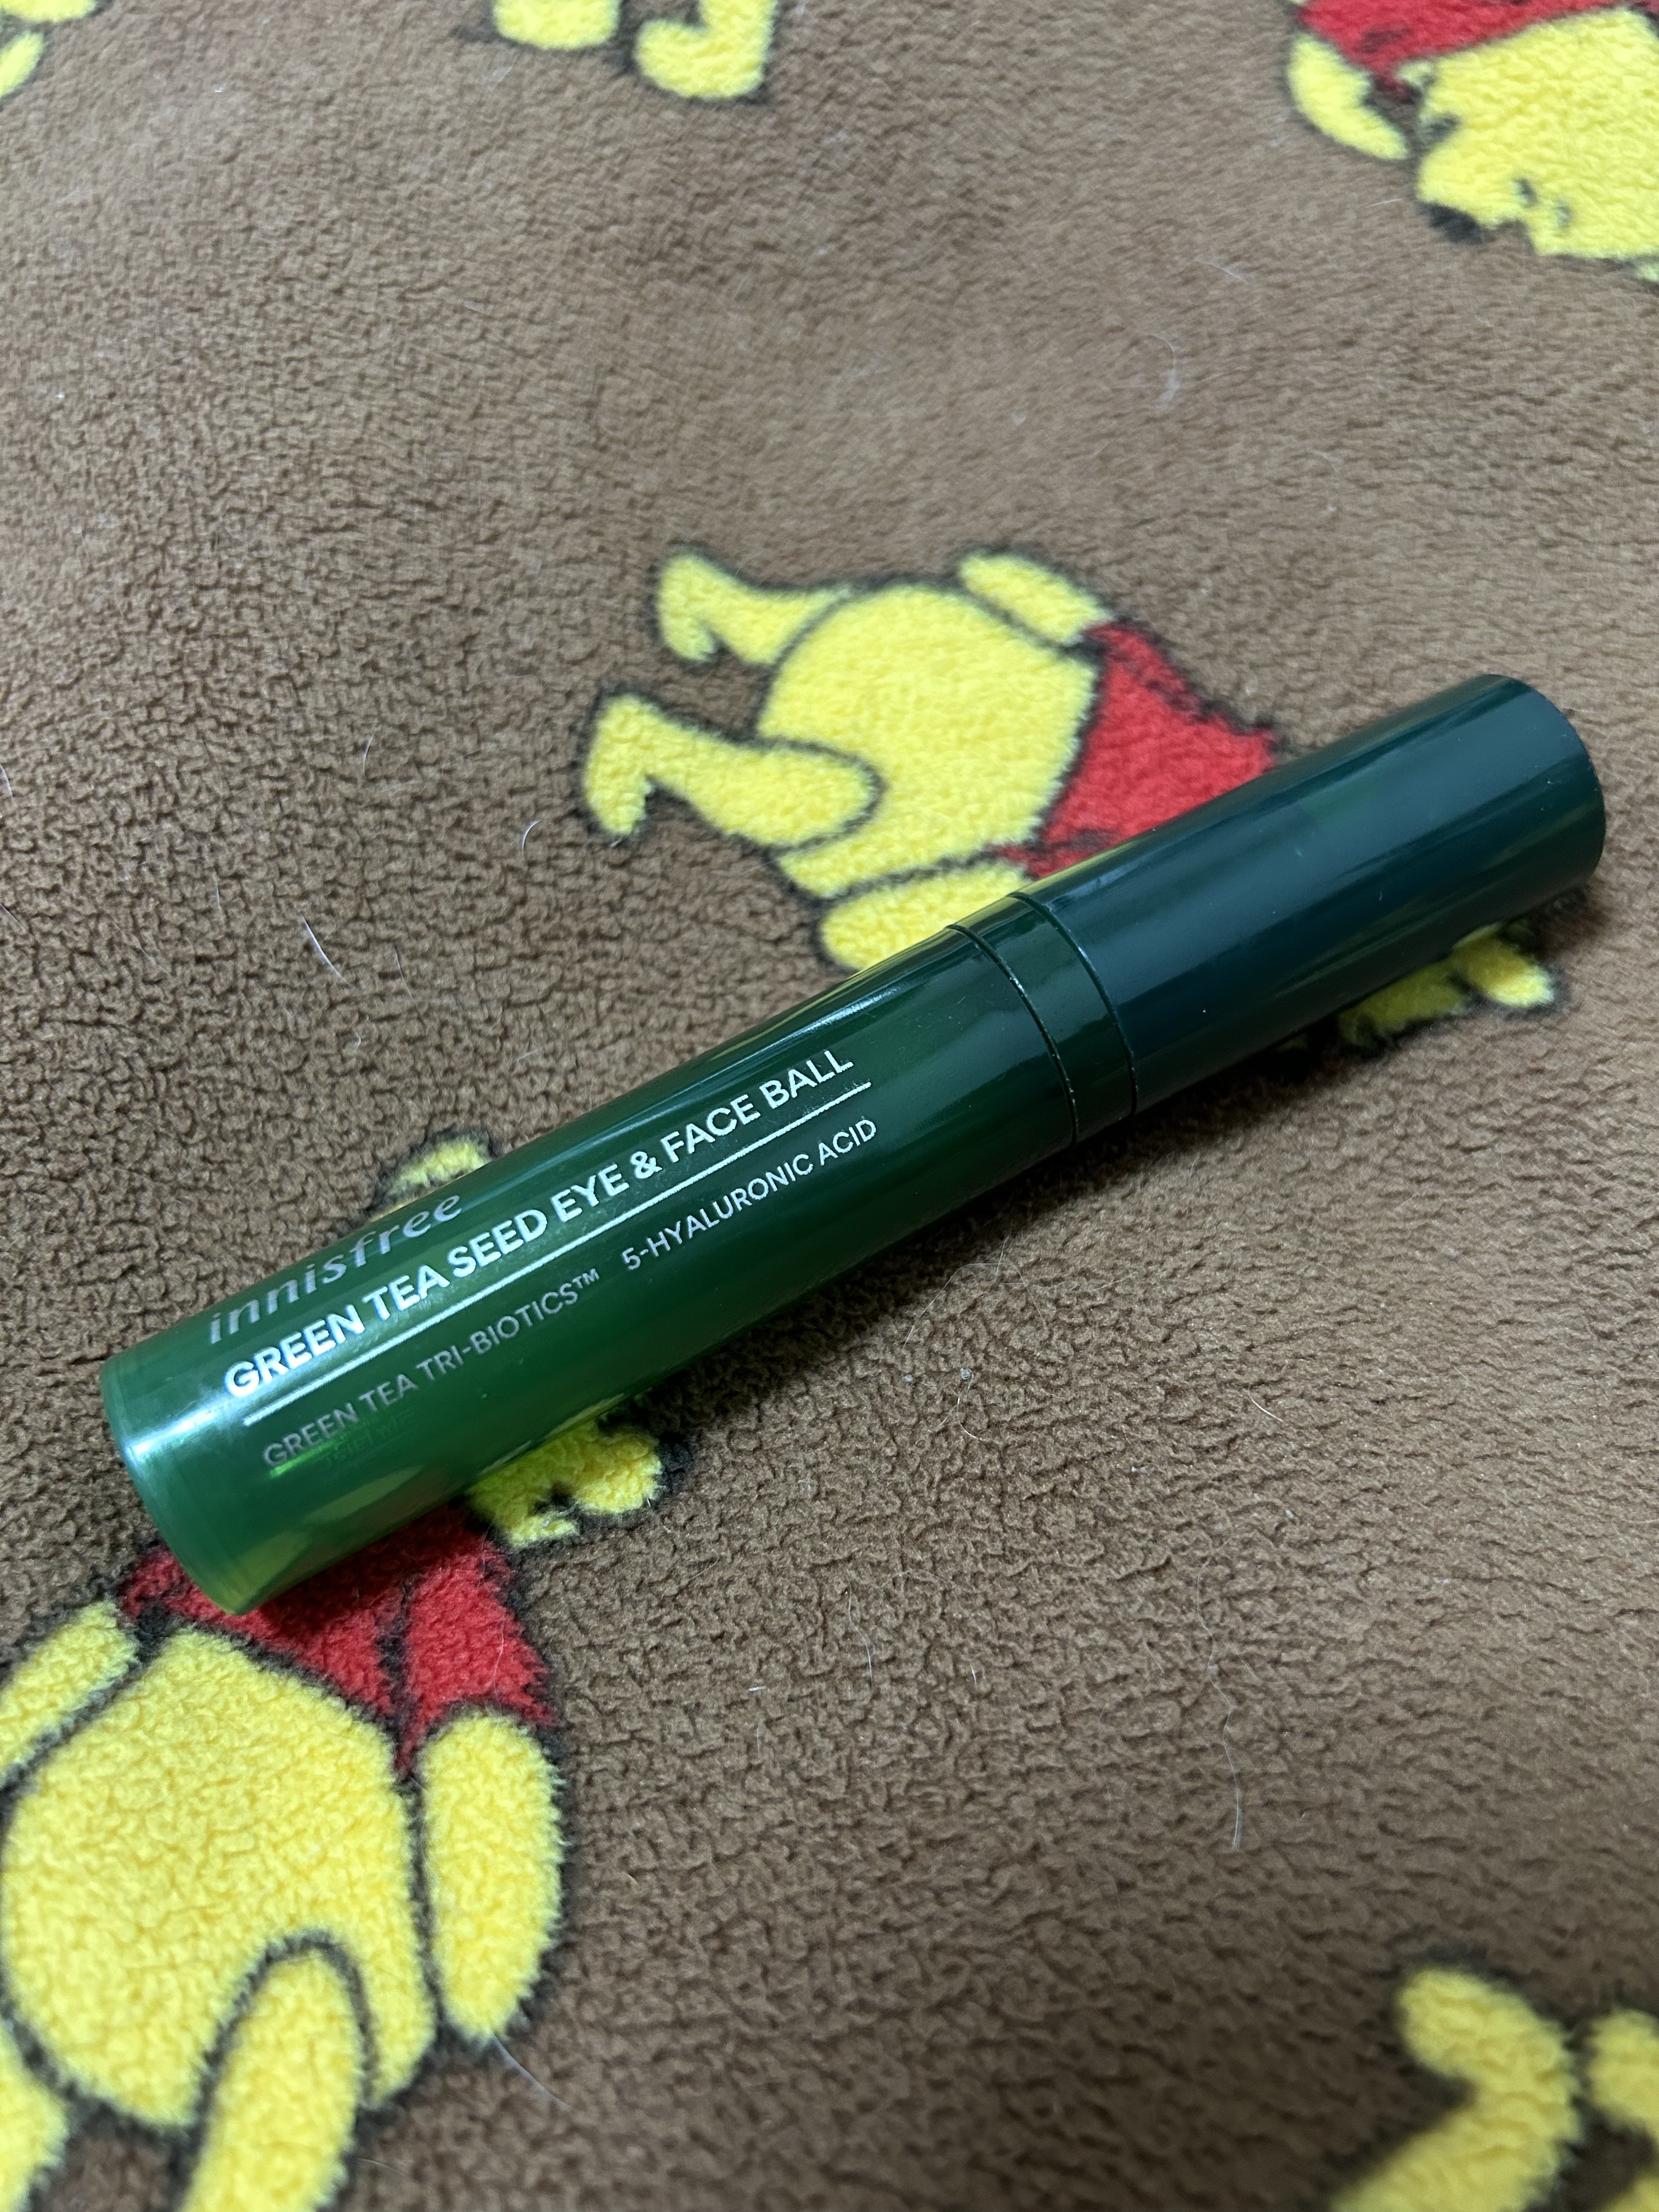 innisfree
GREEN TEA SEED EYE & FACE BALL
GREEN TEA TRI-BIOTICS™ 5-HYALURONIC ACID